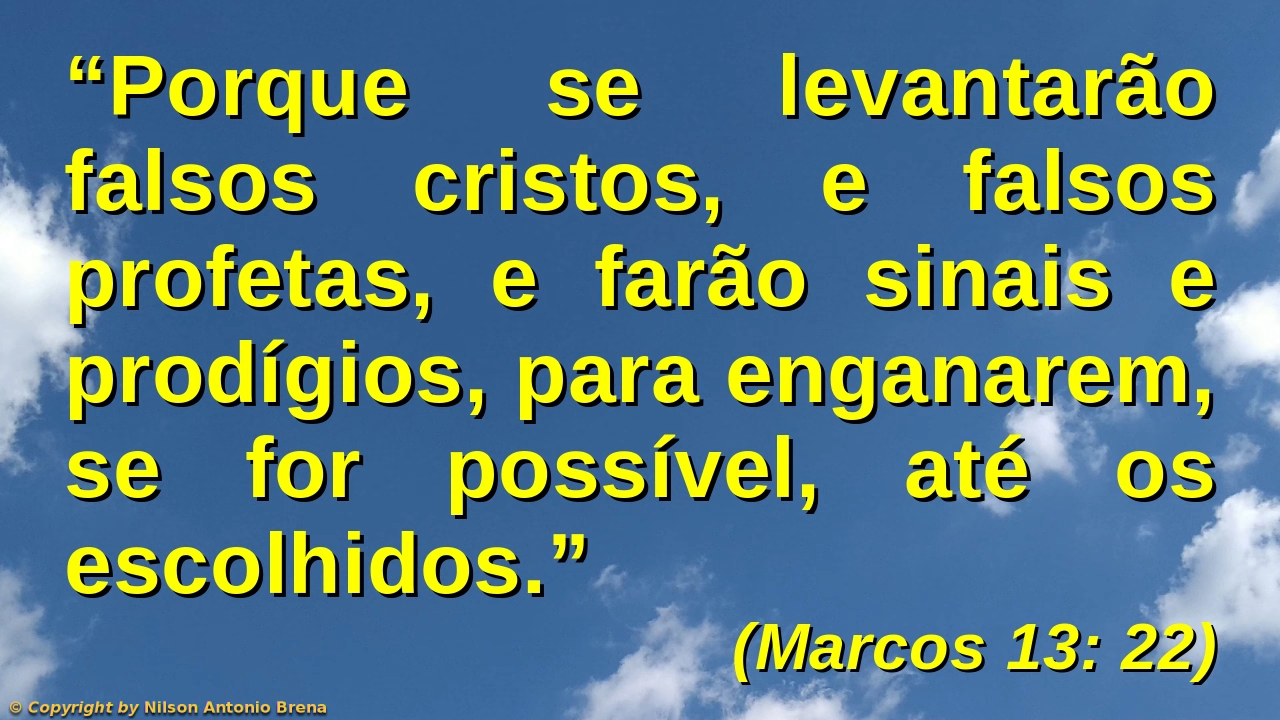 “Porque se levantarão
falsos cristos, e falsos
profetas, e farão sinais e
prodígios, para enganarem,
se for possível, até os
escolhidos.”
(Marcos 13: 22)
© Copyright by Nilson Antonio Brena